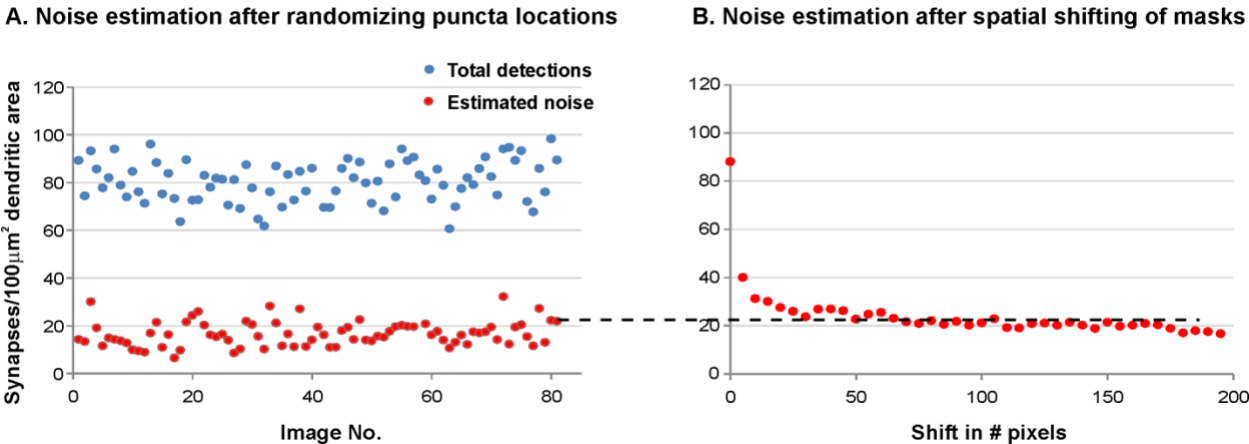 A. Noise estimation after randomizing puncta locations
Total detections
Estimated noise
Synapses/100µm² dendritic area
120
100
80
60
40
20
0
0 20 40 60 80
Image No.
B. Noise estimation after spatial shifting of masks
120
100
80
60
40
20
0
0 50 100 150 200
Shift in # pixels